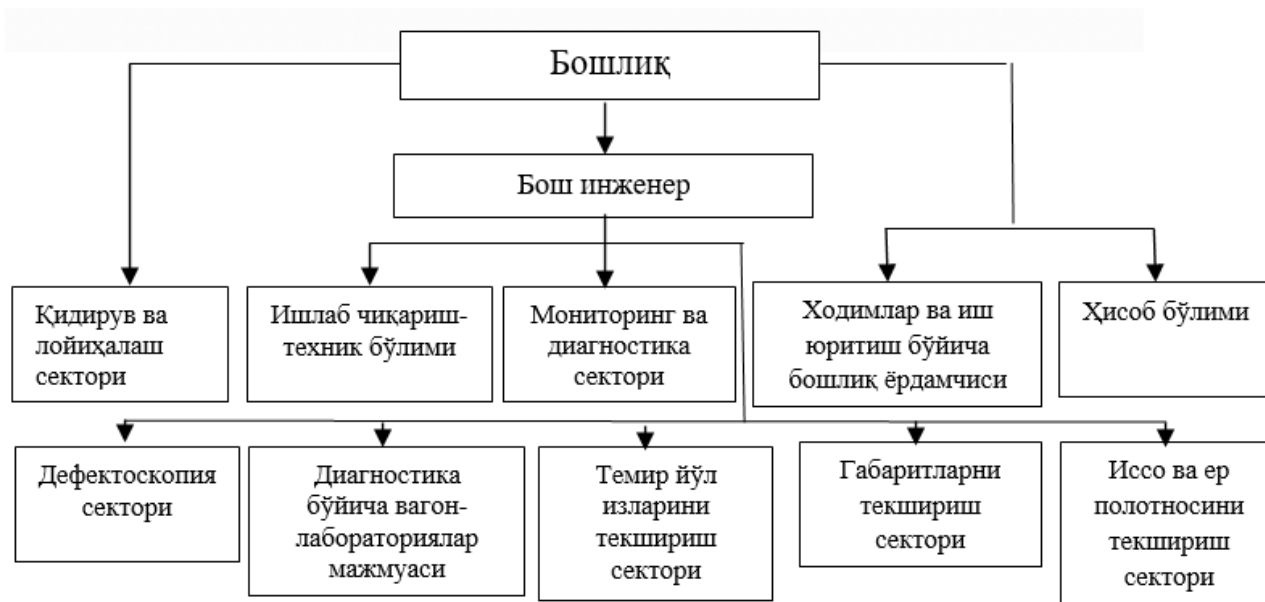 Бошлиқ
Бош инженер
Қидирув ва
лойиҳалаш
сектори
Ишлаб чиқариш-
техник бўлими
Мониторинг ва
диагностика
сектори
Ходимлар ва иш
юритиш бўйича
бошлиқ ёрдамчиси
Ҳисоб бўлими
Дефектоскопия
сектори
Диагностика
бўйича вагон-
лабораториялар
мажмуаси
Темир йўл
изларини
текшириш
сектори
Габаритларни
текшириш
сектори
Иссо ва ер
полотносини
текшириш
сектори